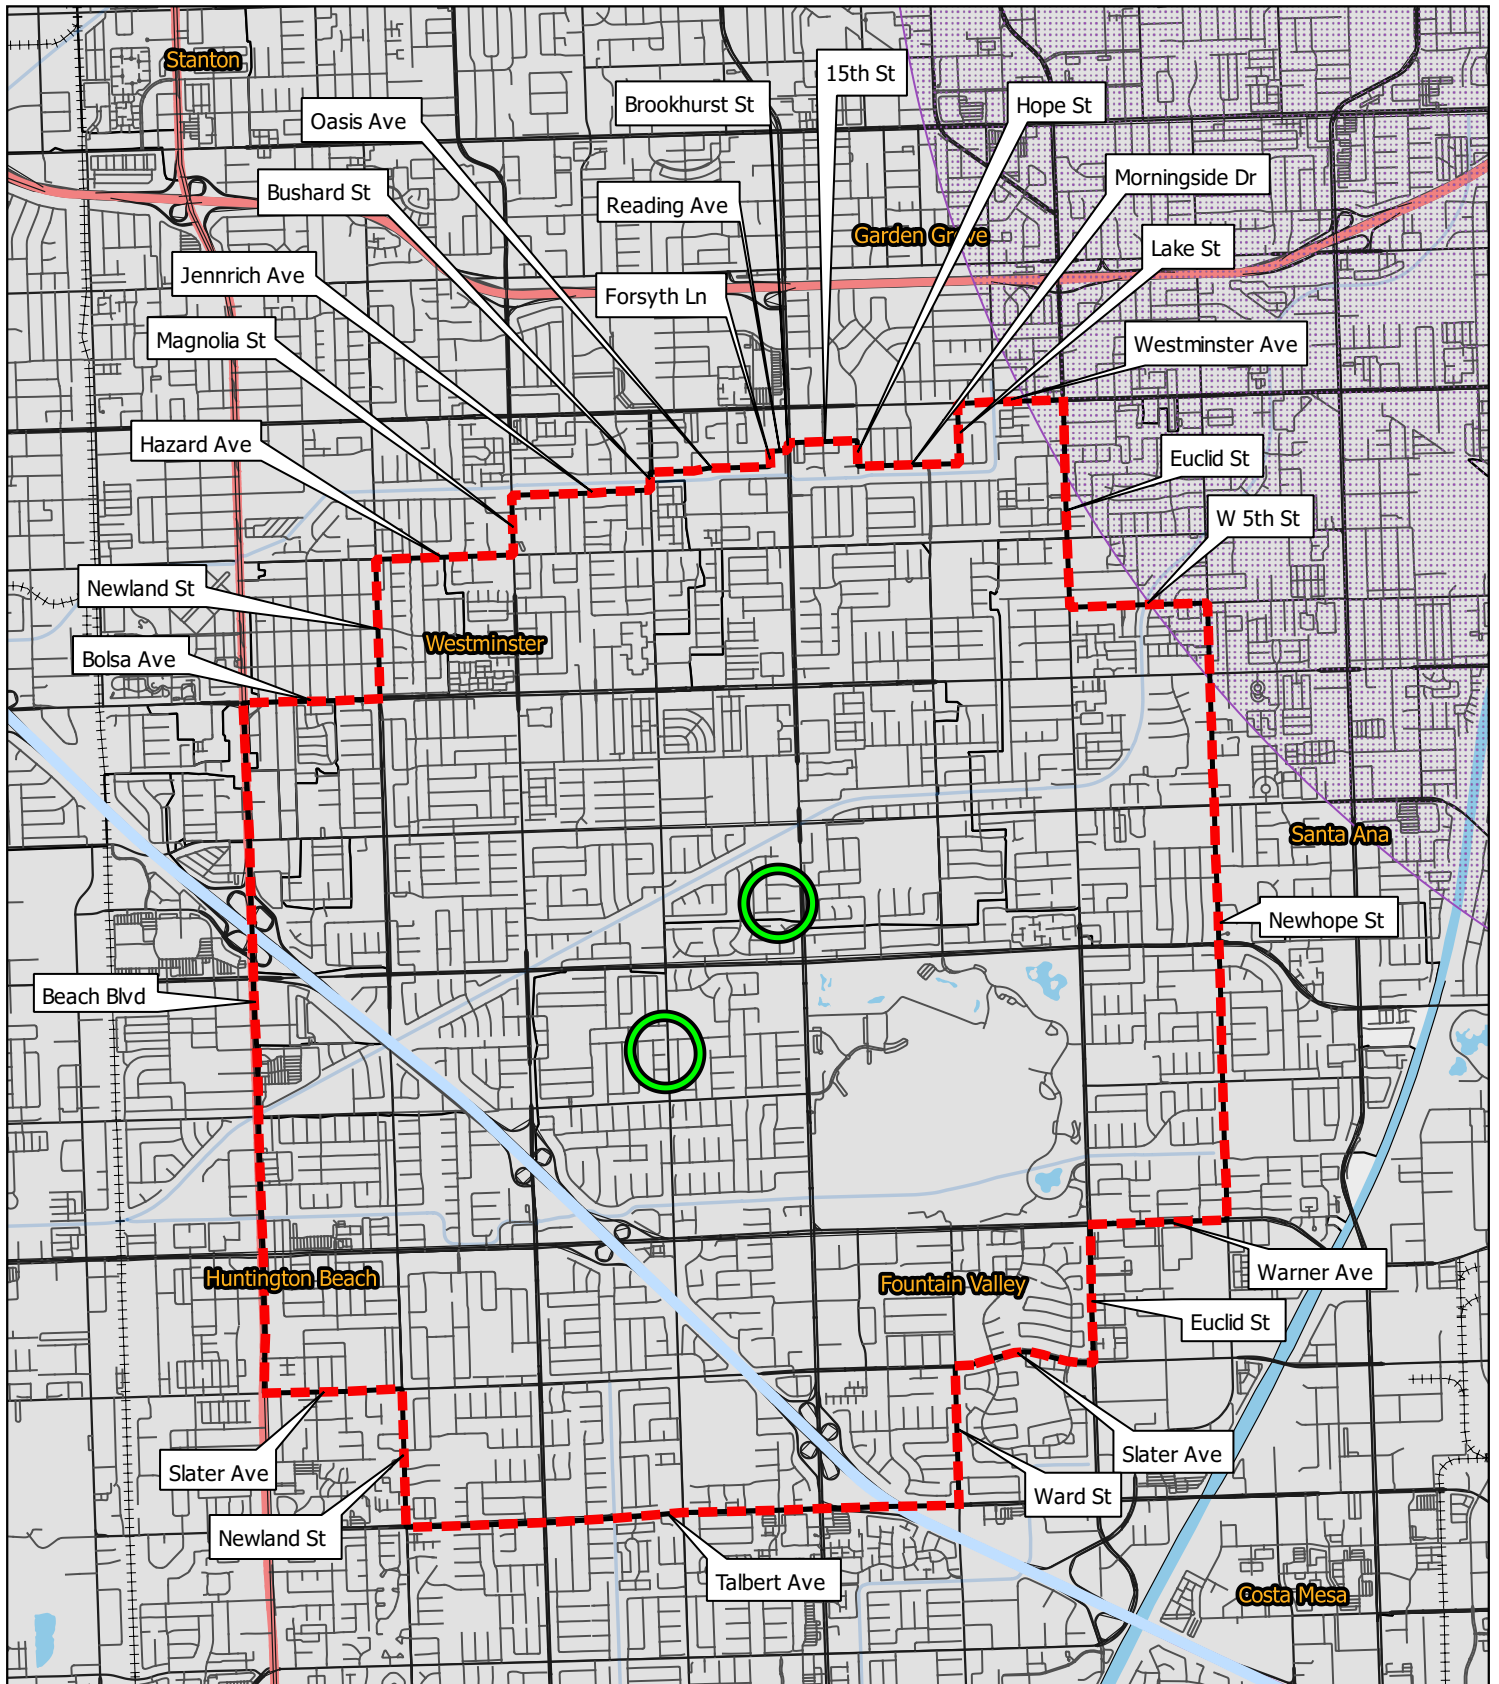 Stanton
15th St
Brookhurst St
Hope St
Oasis Ave
Morningside Dr
Bushard St
Reading Ave
Garden Grove
Lake St
Jennrich Ave
Forsyth Ln
Magnolia St
Westminster Ave
Hazard Ave
Euclid St
W 5th St
Newland St
Westminster
Bolsa Ave
Santa Ana
Newhope St
Beach Blvd
Warner Ave
Huntington Beach
Fountain Valley
Euclid St
Slater Ave
Slater Ave
Ward St
Newland St
Talbert Ave
Costa Mesa